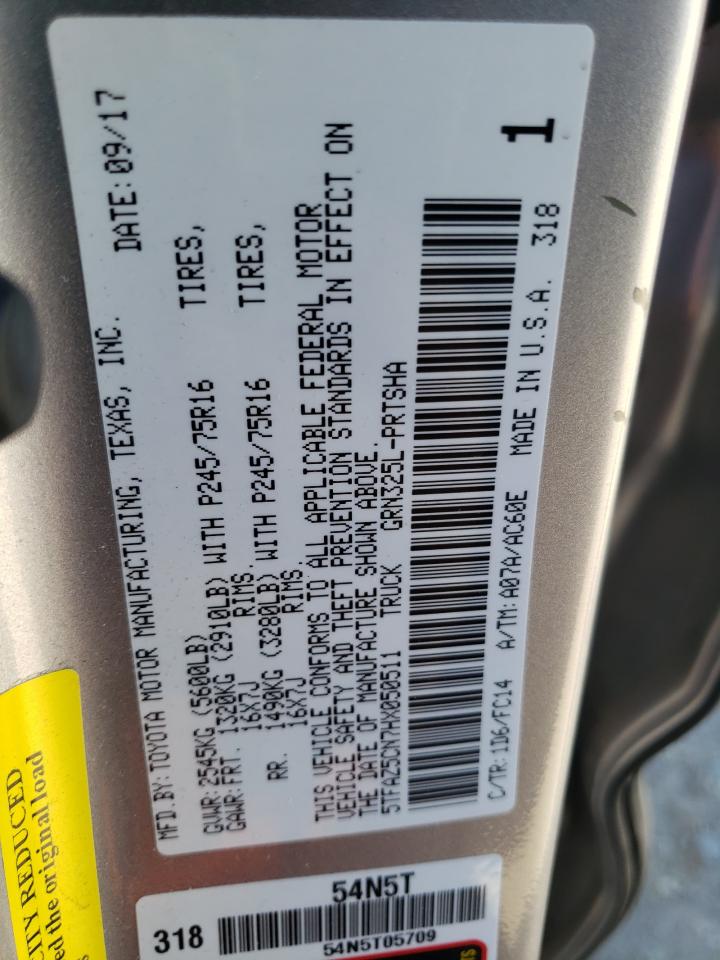 MFD.BY:TOYOTA MOTOR MANUFACTURING, TEXAS, INC. DATE:09/17
GVWR:2545KG (5600LB)
GAWR:FRT. 1320KG (2910LB) WITH P245/75R16 TIRES,
16X7J RIMS.
RR. 1490KG (3280LB) WITH P245/75R16 TIRES,
16X7J RIMS.
THIS VEHICLE CONFORMS TO ALL APPLICABLE FEDERAL MOTOR
VEHICLE SAFETY AND THEFT PREVENTION STANDARDS IN EFFECT ON
THE DATE OF MANUFACTURE SHOWN ABOVE.
5TFAZ5CN7HX050511 TRUCK GRN325L-PRTSHA
1
C/TR:1D6/FC14 A/TM:A07A/AC60E MADE IN U.S.A. 318
54N5T
318
54N5T05709
REDUCED
the original load